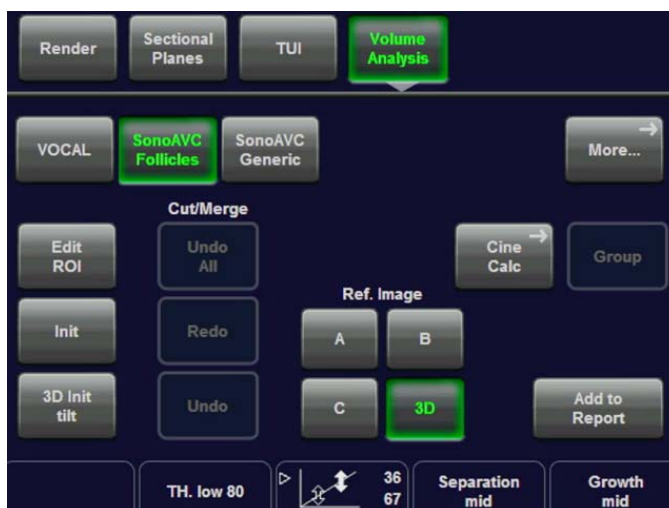 Render
Sectional
Planes
TUI
Volume
Analysis
VOCAL
SonoAVC
Follicles
SonoAVC
Generic
More...
Cut/Merge
Edit
ROI
Undo
All
Cine
Calc
Group
Ref. Image
Init
Redo
A
B
3D Init
tilt
Undo
C
3D
Add to
Report
TH. low 80
36
67
Separation
mid
Growth
mid